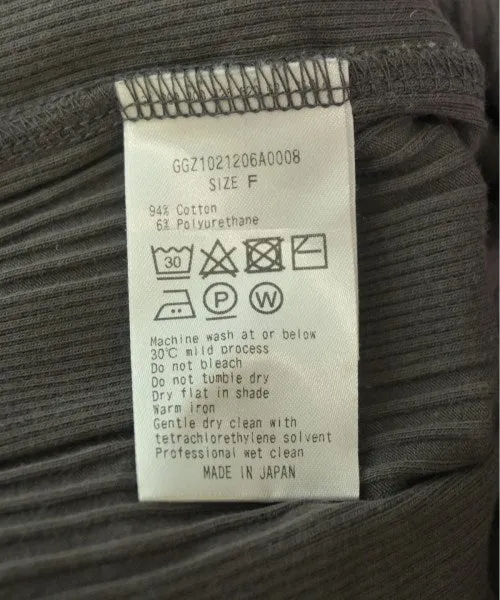 GGZ1021206A0008
SIZE F
94% Cotton
6% Polyurethane
30
P W
Machine wash at or below
30℃ mild process
Do not bleach
Do not tumble dry
Dry flat in shade
Warm iron
Gentle dry clean with
tetrachlorethylene solvent
Professional wet clean
MADE IN JAPAN